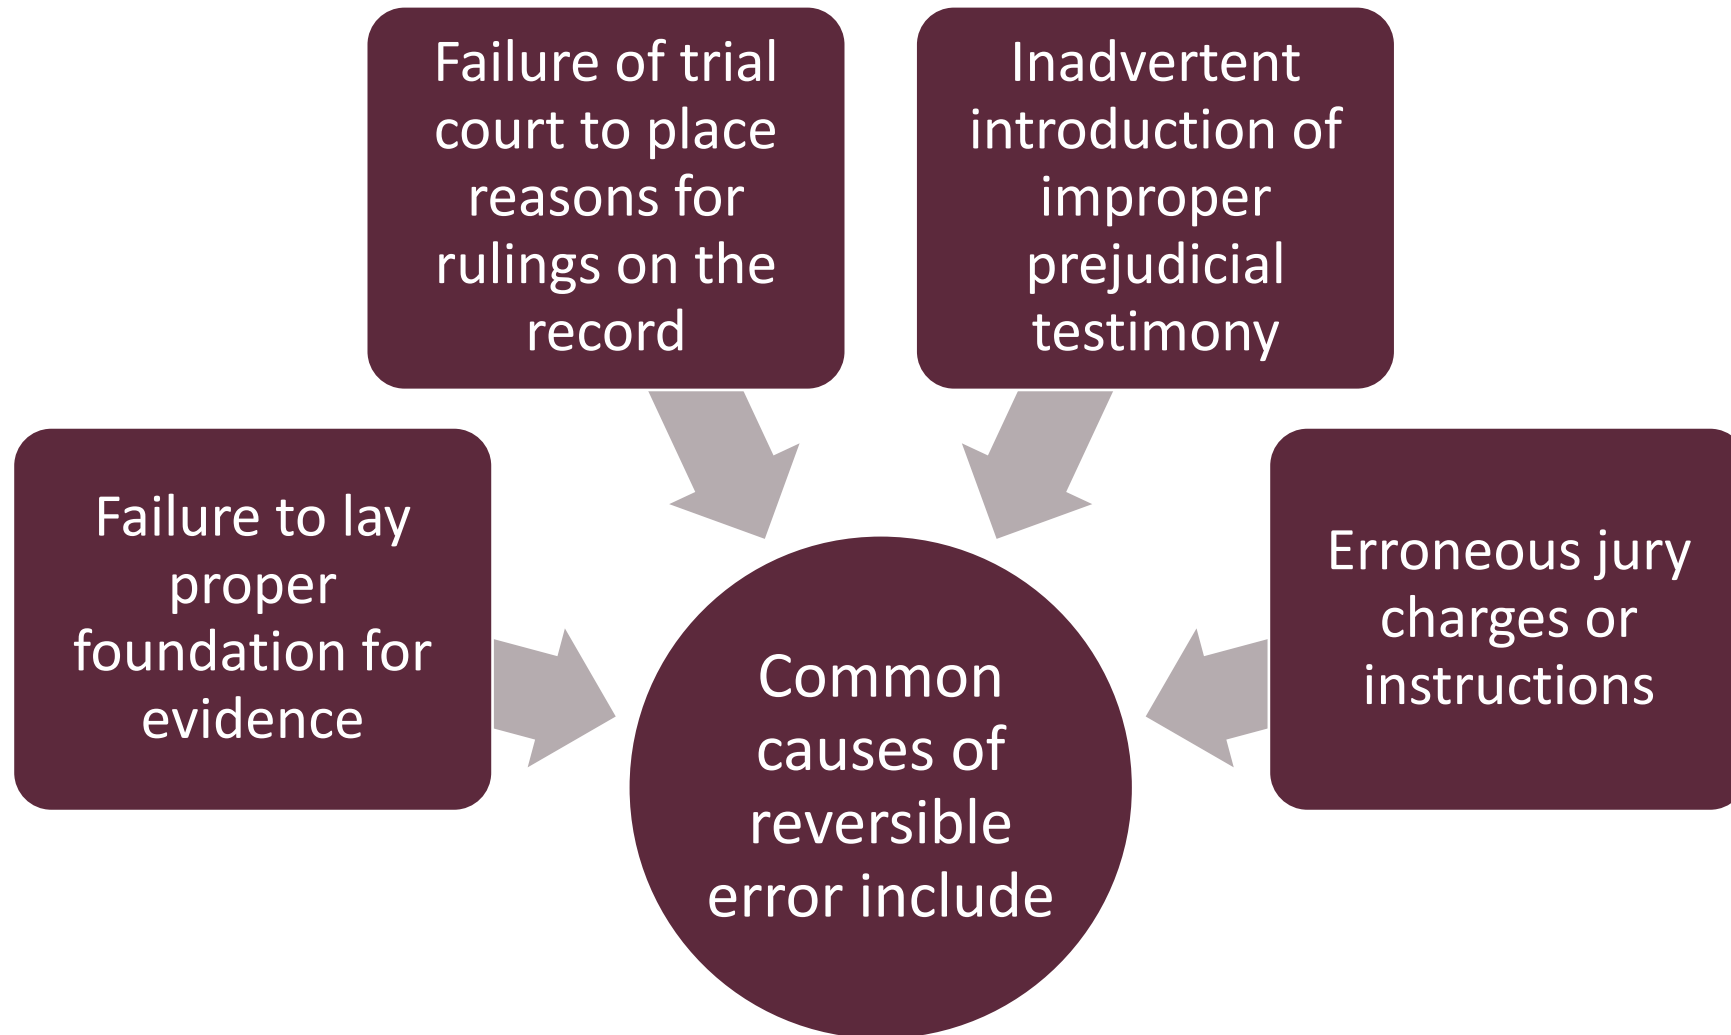 Failure of trial
court to place
reasons for
rulings on the
record
Inadvertent
introduction of
improper
prejudicial
testimony
Failure to lay
proper
foundation for
evidence
Erroneous jury
charges or
instructions
Common
causes of
reversible
error include